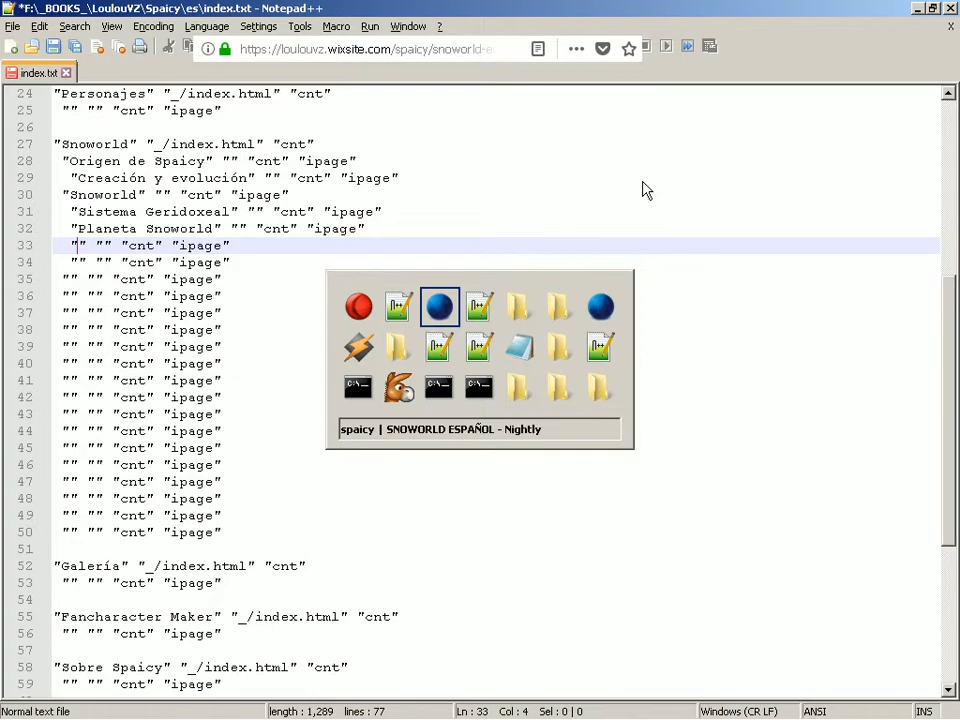 *F:\_BOOKS_\LoulouVZ\Spaicy\es\index.txt - Notepad++
File Edit Search View Encoding Language Settings Tools Macro Run Window ?
X
https://loulouvz.wixsite.com/spaicy/snoworld-e
index.txt
24 "Personajes" "_/index.html" "cnt"
25 "" "" "cnt" "ipage"
26
27 "Snoworld" "_/index.html" "cnt"
28 "Origen de Spaicy" "" "cnt" "ipage"
29 "Creación y evolución" "" "cnt" "ipage"
30 "Snoworld" "" "cnt" "ipage"
31 "Sistema Geridoxeal" "" "cnt" "ipage"
32 "Planeta Snoworld" "" "cnt" "ipage"
33 "" "" "cnt" "ipage"
34 "" "" "cnt" "ipage"
35 "" "" "cnt" "ipage"
36 "" "" "cnt" "ipage"
37 "" "" "cnt" "ipage"
38 "" "" "cnt" "ipage"
39 "" "" "cnt" "ipage"
40 "" "" "cnt" "ipage"
41 "" "" "cnt" "ipage"
42 "" "" "cnt" "ipage"
43 "" "" "cnt" "ipage"
44 "" "" "cnt" "ipage"
45 "" "" "cnt" "ipage"
46 "" "" "cnt" "ipage"
47 "" "" "cnt" "ipage"
48 "" "" "cnt" "ipage"
49 "" "" "cnt" "ipage"
50 "" "" "cnt" "ipage"
51
52 "Galería" "_/index.html" "cnt"
53 "" "" "cnt" "ipage"
54
55 "Fancharacter Maker" "_/index.html" "cnt"
56 "" "" "cnt" "ipage"
57
58 "Sobre Spaicy" "_/index.html" "cnt"
59 "" "" "cnt" "ipage"
spaicy | SNOWORLD ESPAÑOL - Nightly
Normal text file length : 1,289 lines : 77 Ln : 33 Col : 4 Sel : 0 | 0 Windows (CR LF) ANSI INS